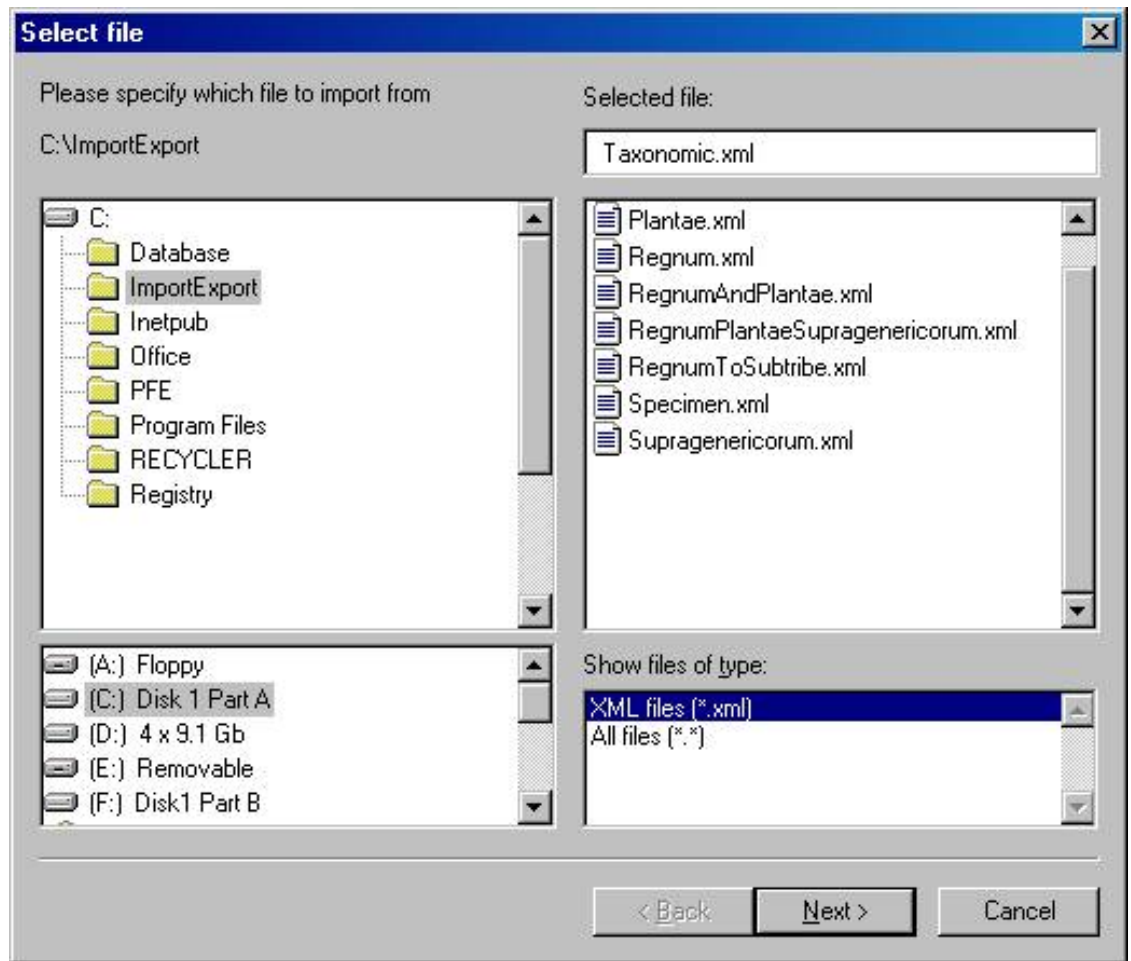 Select file
Please specify which file to import from
C:\ImportExport
Selected file:
Taxonomic.xml
C:
Database
ImportExport
Inetpub
Office
PFE
Program Files
RECYCLER
Registry
Plantae.xml
Regnum.xml
RegnumAndPlantae.xml
RegnumPlantaeSupragenericorum.xml
RegnumToSubtribe.xml
Specimen.xml
Supragenericorum.xml
(A:) Floppy
(C:) Disk 1 Part A
(D:) 4 x 9.1 Gb
(E:) Removable
(F:) Disk1 Part B
Show files of type:
XML files (*.xml)
All files (*.*)
< Back
Next >
Cancel